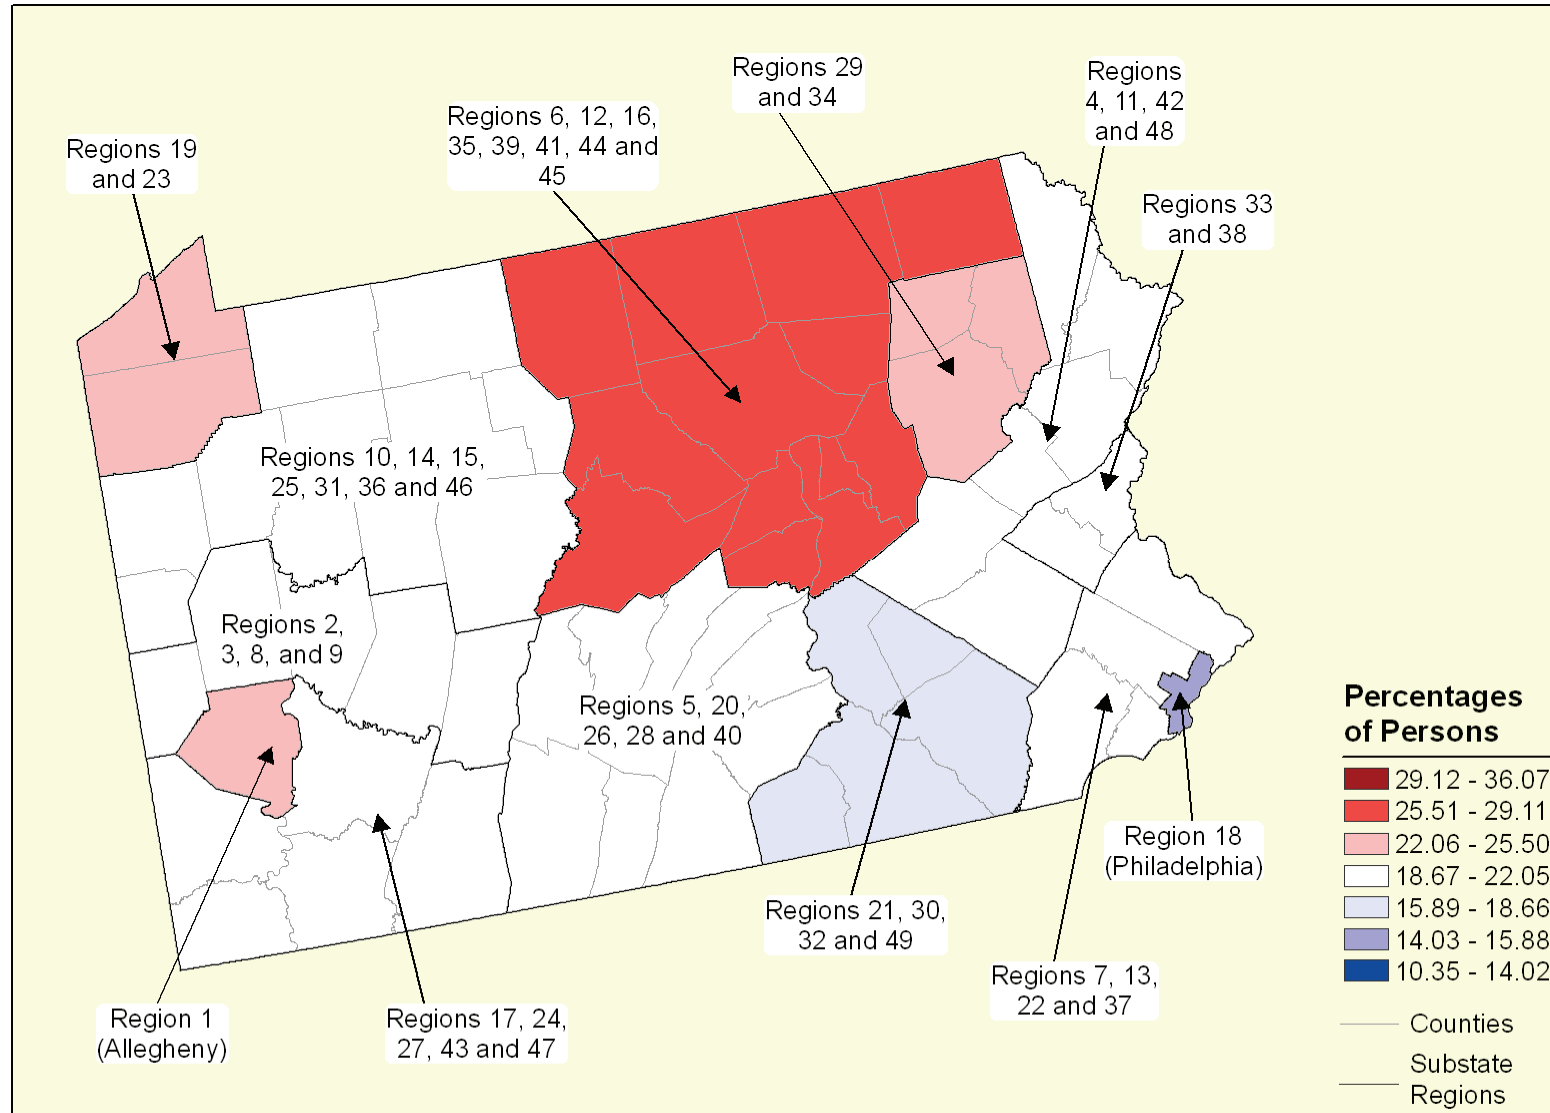 Regions 29
and 34
Regions
4, 11, 42
and 48
Regions 6, 12, 16,
35, 39, 41, 44 and
45
Regions 19
and 23
Regions 33
and 38
Regions 10, 14, 15,
25, 31, 36 and 46
Regions 2,
3, 8, and 9
Regions 5, 20,
26, 28 and 40
Percentages
of Persons
29.12 - 36.07
25.51 - 29.11
22.06 - 25.50
18.67 - 22.05
15.89 - 18.66
14.03 - 15.88
10.35 - 14.02
Counties
Substate
Regions
Region 18
(Philadelphia)
Regions 21, 30,
32 and 49
Regions 7, 13,
22 and 37
Region 1
(Allegheny)
Regions 17, 24,
27, 43 and 47